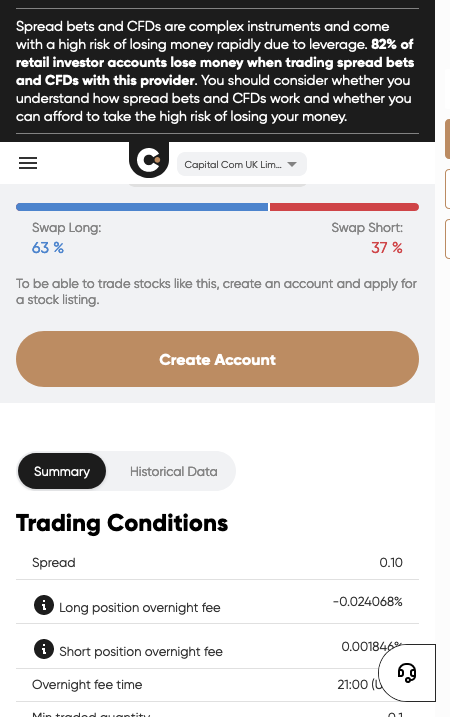 Spread bets and CFDs are complex instruments and come
with a high risk of losing money rapidly due to leverage. 82% of
retail investor accounts lose money when trading spread bets
and CFDs with this provider. You should consider whether you
understand how spread bets and CFDs work and whether you
can afford to take the high risk of losing your money.
Capital Com UK Lim...
Swap Long: Swap Short:
63 % 37 %
To be able to trade stocks like this, create an account and apply for
a stock listing.
Create Account
Summary Historical Data
Trading Conditions
Spread 0.10
Long position overnight fee -0.024068%
Short position overnight fee 0.001846%
Overnight fee time 21:00
Min traded quantity 0.1